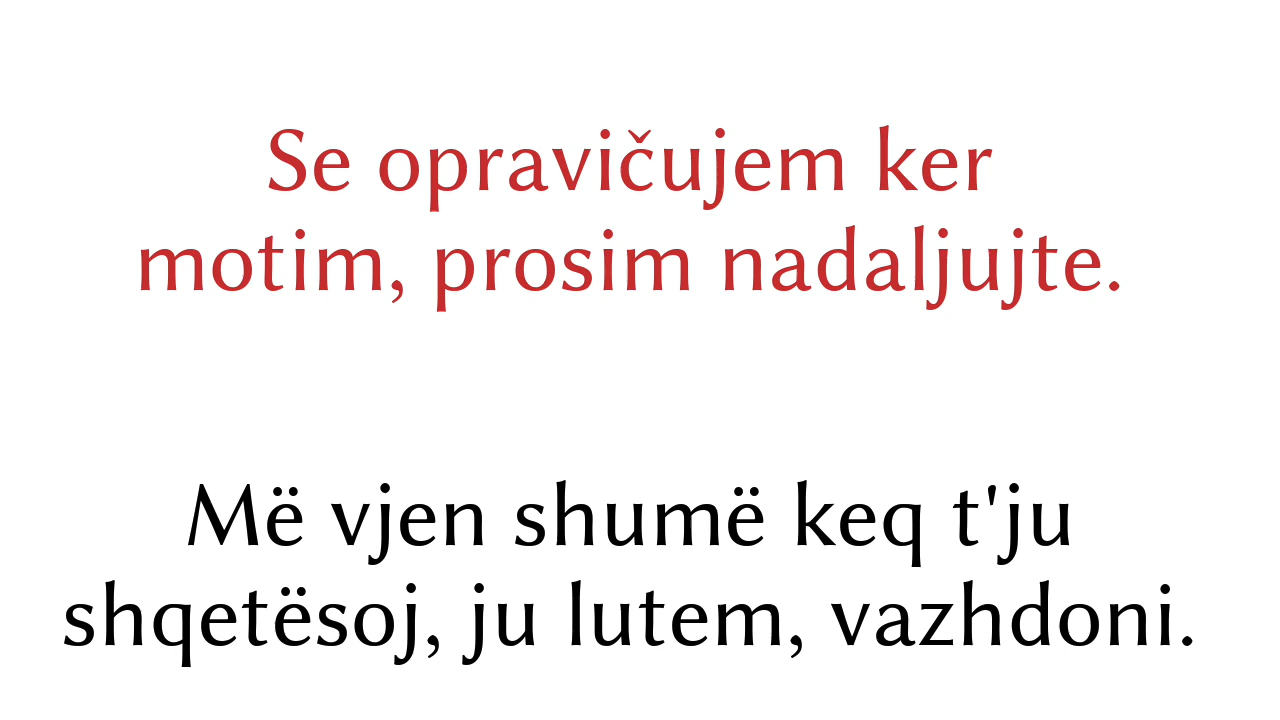 Se opravičujem ker
motim, prosim nadaljujte.
Më vjen shumë keq t'ju
shqetësoj, ju lutem, vazhdoni.